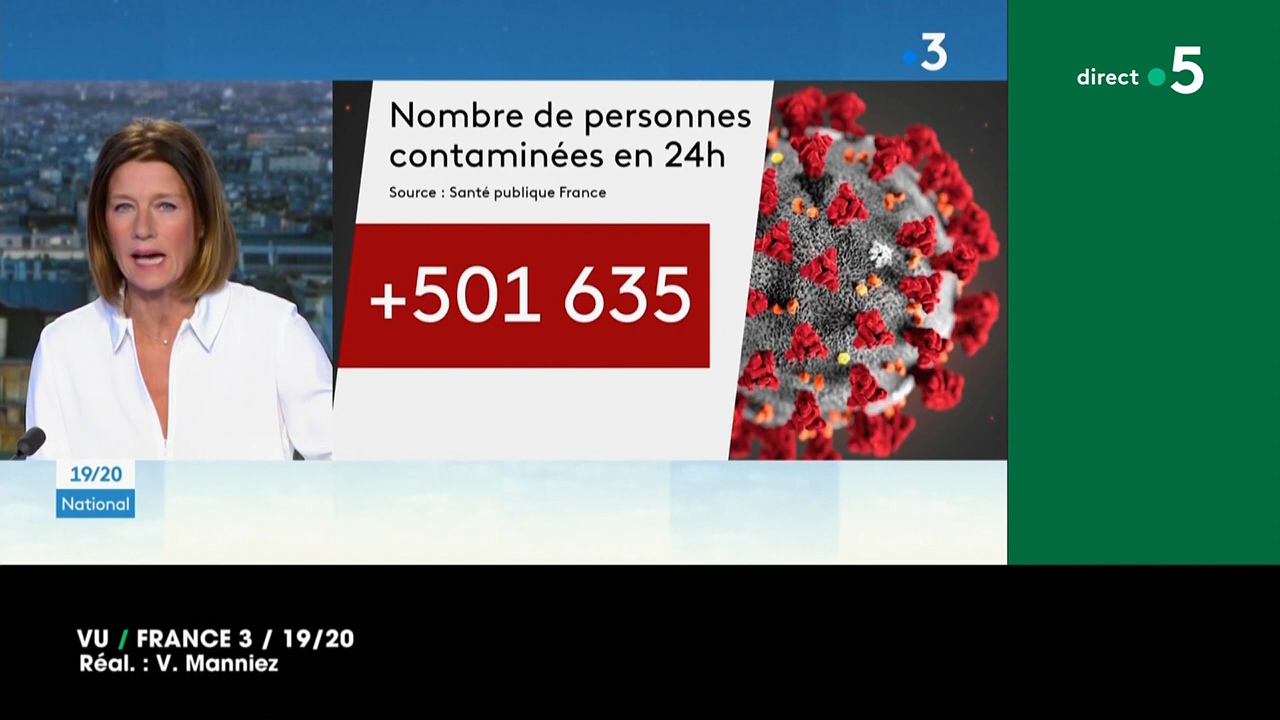 3
direct 5
Nombre de personnes
contaminées en 24h
Source : Santé publique France
+501 635
19/20
National
VU / FRANCE 3 / 19/20
Réal. : V. Manniez